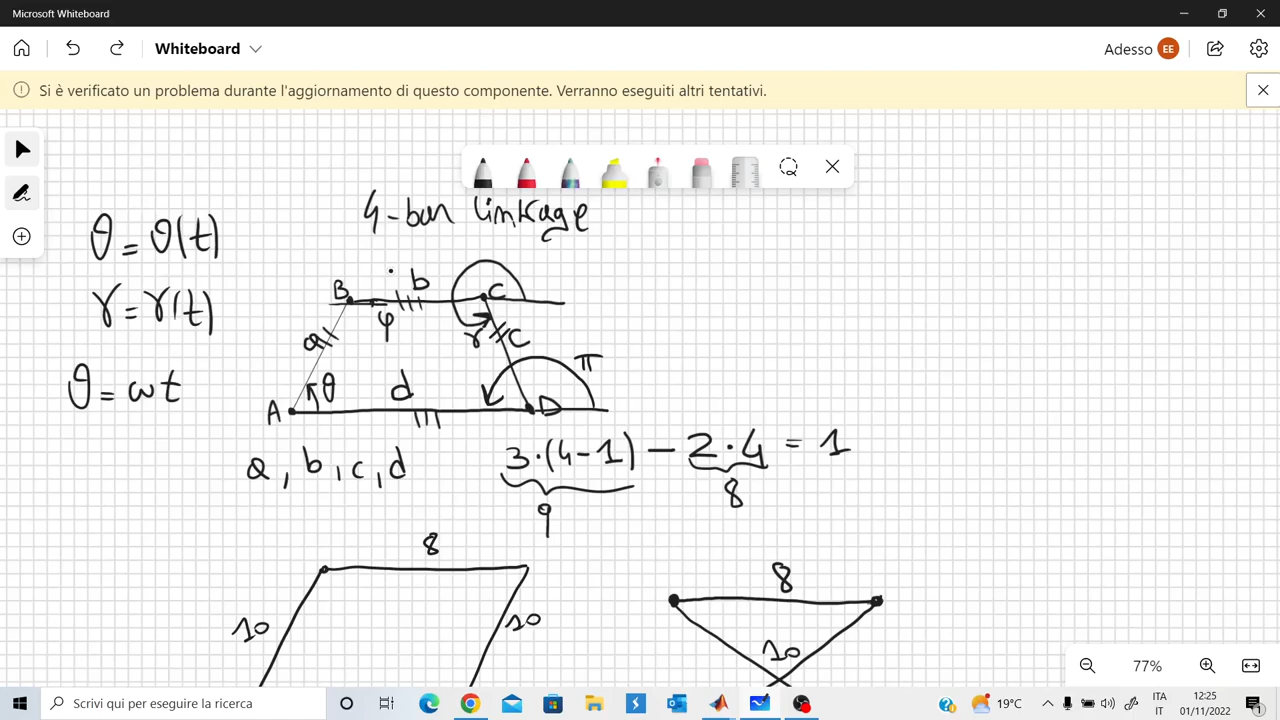 Microsoft Whiteboard
Whiteboard
Adesso EE
Si è verificato un problema durante l'aggiornamento di questo componente. Verranno eseguiti altri tentativi.
4-bar linkage
θ = θ(t)
γ = γ(t)
θ = ωt
B b C
φ γ c
a
A θ d D π
a, b, c, d
3·(4-1) - 2·4 = 1
9 8
8
10 10
8
10
77%
Scrivi qui per eseguire la ricerca
19°C
ITA
IT
12:25
01/11/2022
1